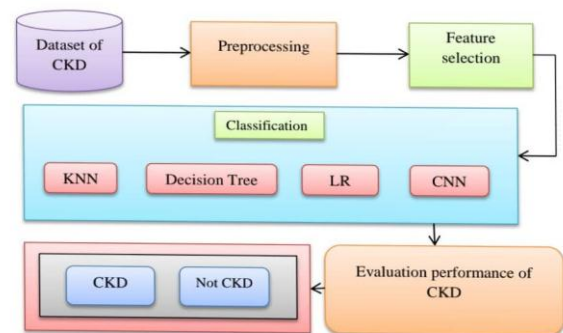 Dataset of
CKD
Preprocessing
Feature
selection
Classification
KNN
Decision Tree
LR
CNN
CKD
Not CKD
Evaluation performance of
CKD